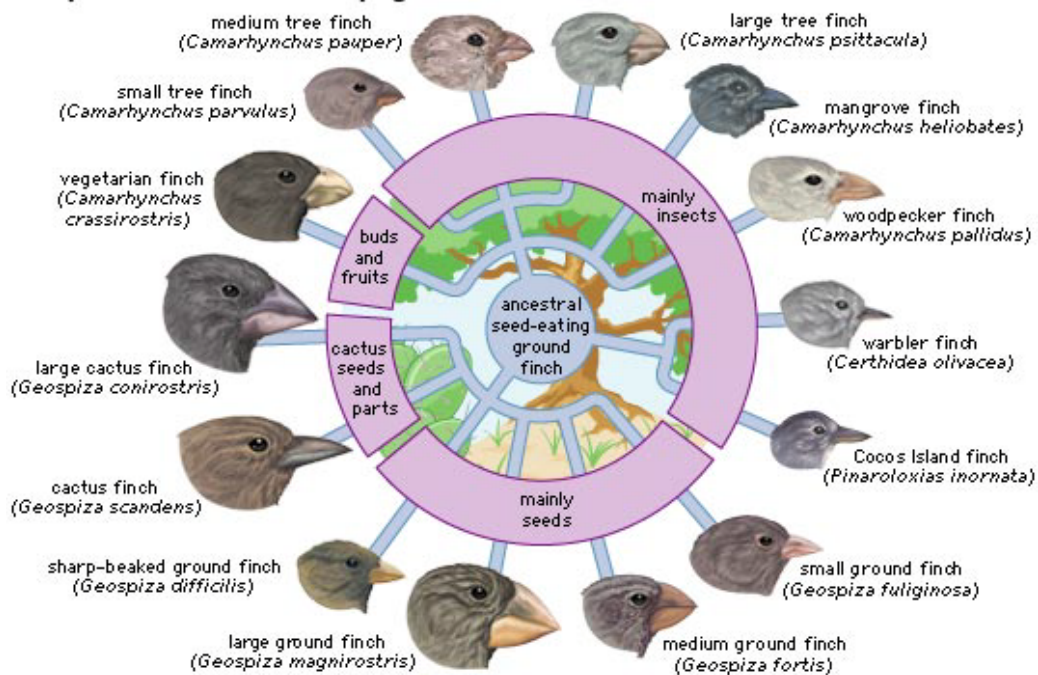 medium tree finch
(Camarhynchus pauper)
large tree finch
(Camarhynchus psittacula)
small tree finch
(Camarhynchus parvulus)
mangrove finch
(Camarhynchus heliobates)
vegetarian finch
(Camarhynchus
crassirostris)
woodpecker finch
(Camarhynchus pallidus)
mainly
insects
buds
and
fruits
ancestral
seed-eating
ground
finch
warbler finch
(Certhidea olivacea)
large cactus finch
(Geospiza conirostris)
cactus
seeds
and
parts
Cocos Island finch
(Pinaroloxias inornata)
cactus finch
(Geospiza scandens)
mainly
seeds
sharp-beaked ground finch
(Geospiza difficilis)
small ground finch
(Geospiza fuliginosa)
large ground finch
(Geospiza magnirostris)
medium ground finch
(Geospiza fortis)